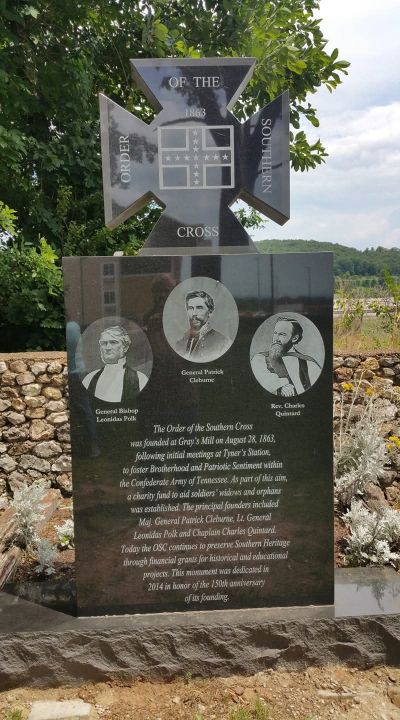 OF THE
1863
ORDER
SOUTHERN
CROSS
General Patrick
Cleburne
General Bishop
Leonidas Polk
Rev. Charles
Quintard
The Order of the Southern Cross
was founded at Gray's Mill on August 28, 1863,
following initial meetings at Tyner's Station,
to foster Brotherhood and Patriotic Sentiment within
the Confederate Army of Tennessee. As part of this aim,
a charity fund to aid soldiers' widows and orphans
was established. The principal founders included
Maj. General Patrick Cleburne, Lt. General
Leonidas Polk and Chaplain Charles Quintard.
Today the OSC continues to preserve Southern Heritage
through financial grants for historical and educational
projects. This monument was dedicated in
2014 in honor of the 150th anniversary
of its founding.